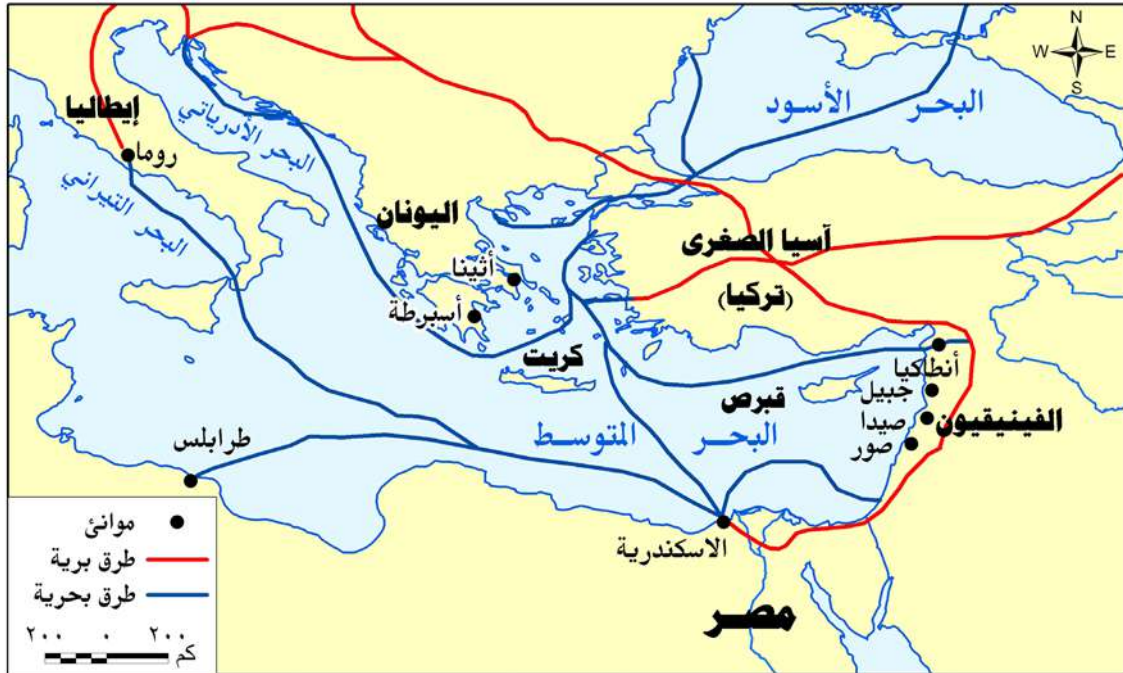 N
W E
S
البحر الأسود
إيطاليا
البحر الأدرياتي
روما
البحر التيراني
اليونان
آسيا الصغرى
أثينا
(تركيا)
أسبرطة
كريت
أنطاكيا
جبيل
قبرص
الفينيقيون
صيدا
البحر المتوسط
صور
طرابلس
الاسكندرية
مصر
موانئ
طرق برية
طرق بحرية
٢٠٠ ٠ ٢٠٠
كم